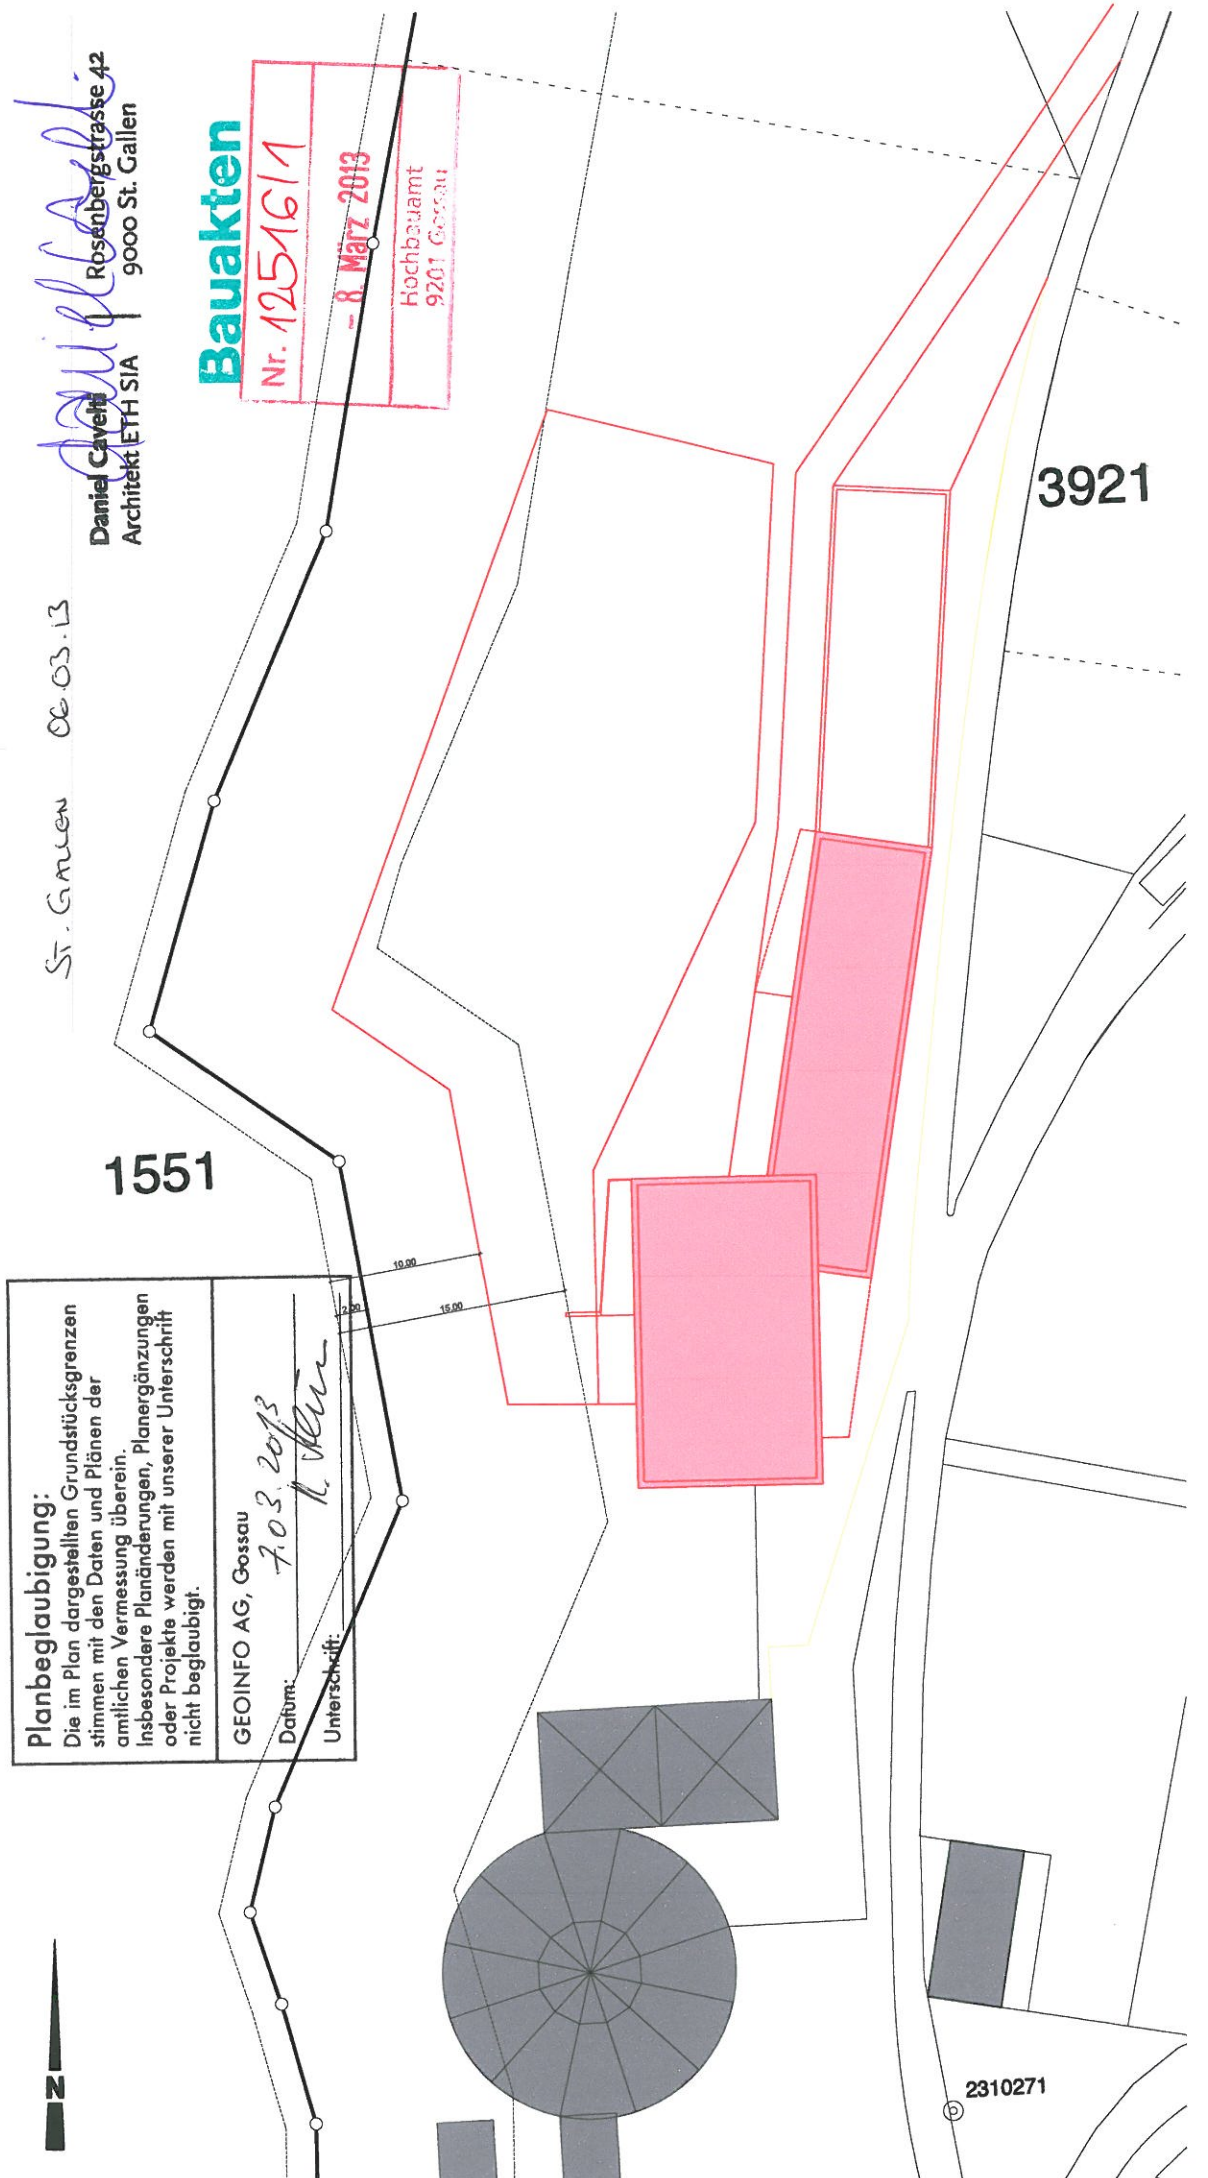 St. Gallen 06.03.13
Daniel Cavelti | Rosenbergstrasse 42
Architekt ETH SIA | 9000 St. Gallen
Bauakten
Nr. 12516/1
- 8. März 2013
Hochbauamt
9201 Gossau
3921
1551
10.00
2.00
15.00
Planbeglaubigung:
Die im Plan dargestellten Grundstücksgrenzen
stimmen mit den Daten und Plänen der
amtlichen Vermessung überein.
Insbesondere Planänderungen, Planergänzungen
oder Projekte werden mit unserer Unterschrift
nicht beglaubigt.
GEOINFO AG, Gossau
Datum: 7.03.2013
Unterschrift:
N
2310271